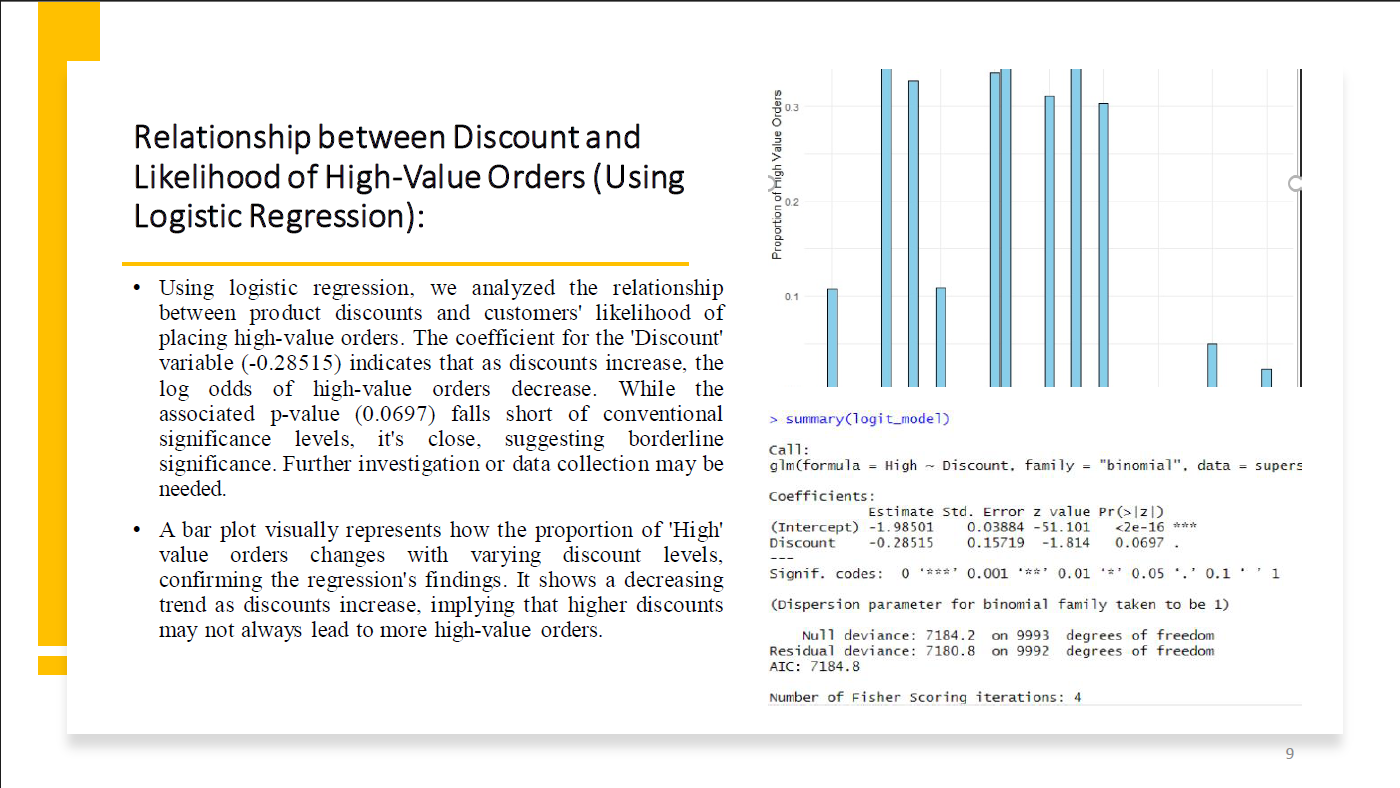 Relationship between Discount and
Likelihood of High-Value Orders (Using
Logistic Regression):
• Using logistic regression, we analyzed the relationship
between product discounts and customers' likelihood of
placing high-value orders. The coefficient for the 'Discount'
variable (-0.28515) indicates that as discounts increase, the
log odds of high-value orders decrease. While the
associated p-value (0.0697) falls short of conventional
significance levels, it's close, suggesting borderline
significance. Further investigation or data collection may be
needed.
• A bar plot visually represents how the proportion of 'High'
value orders changes with varying discount levels,
confirming the regression's findings. It shows a decreasing
trend as discounts increase, implying that higher discounts
may not always lead to more high-value orders.
Proportion of High Value Orders
0.3
0.2
0.1
> summary(logit_model)
Call:
glm(formula = High ~ Discount, family = "binomial", data = supers
Coefficients:
Estimate Std. Error z value Pr(>|z|)
(Intercept) -1.98501 0.03884 -51.101 <2e-16 ***
Discount -0.28515 0.15719 -1.814 0.0697 .
---
Signif. codes: 0 ‘***’ 0.001 ‘**’ 0.01 ‘*’ 0.05 ‘.’ 0.1 ‘ ’ 1
(Dispersion parameter for binomial family taken to be 1)
Null deviance: 7184.2 on 9993 degrees of freedom
Residual deviance: 7180.8 on 9992 degrees of freedom
AIC: 7184.8
Number of Fisher Scoring iterations: 4
9